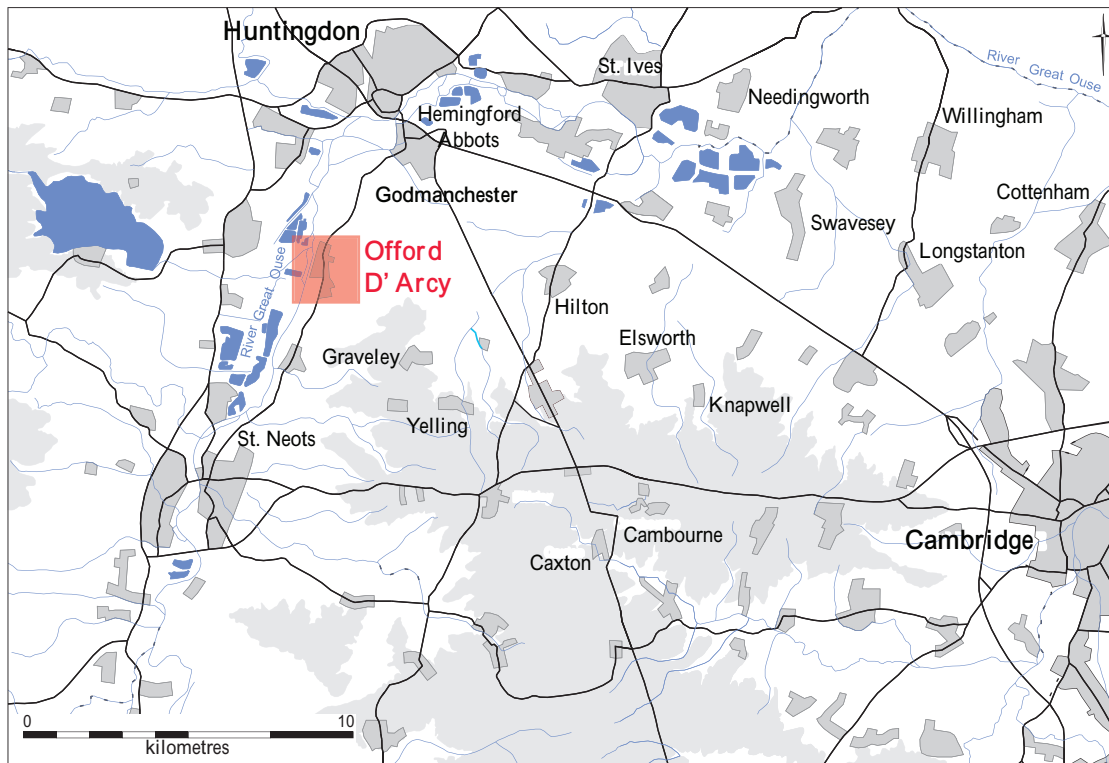 Huntingdon
St. Ives
River Great Ouse
Needingworth
Hemingford
Abbots
Willingham
Godmanchester
Cottenham
Swavesey
Offord
D' Arcy
Longstanton
River Great Ouse
Hilton
Elsworth
Graveley
Knapwell
Yelling
St. Neots
Cambourne
Cambridge
Caxton
0 10
kilometres